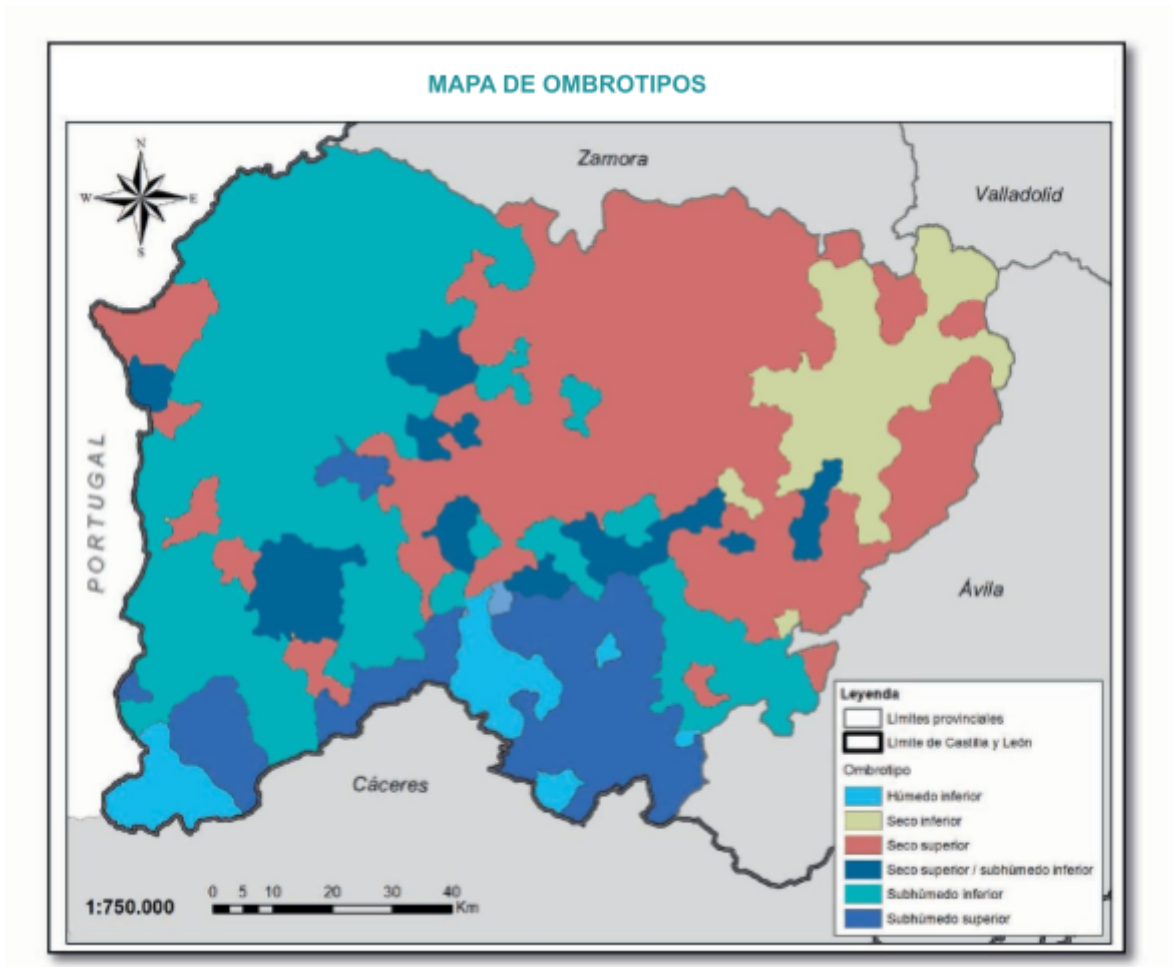 MAPA DE OMBROTIPOS
N
W
E
S
Zamora
Valladolid
PORTUGAL
Ávila
Cáceres
Leyenda
Límites provinciales
Límite de Castilla y León
Ombrotipo
Húmedo inferior
Seco inferior
Seco superior
Seco superior / subhúmedo inferior
Subhúmedo inferior
Subhúmedo superior
1:750.000
0 5 10 20 30 40
Km